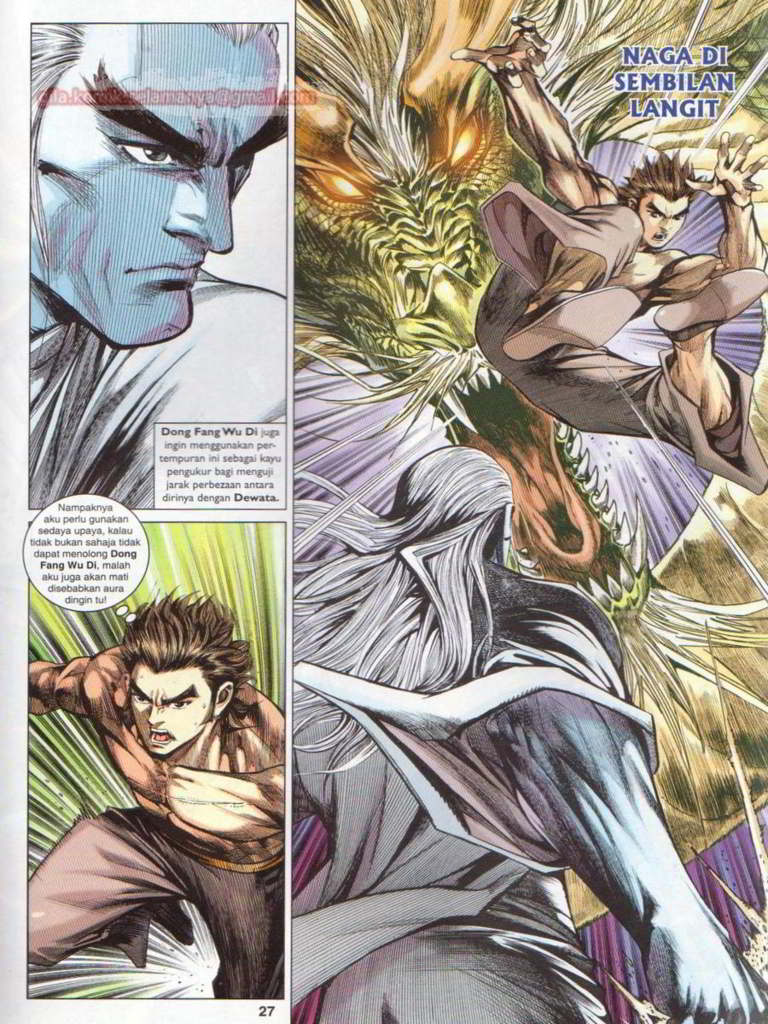 NAGA DI
SEMBILAN
LANGIT
Dong Fang Wu Di juga
ingin menggunakan per-
tempuran ini sebagai kayu
pengukur bagi menguji
jarak perbezaan antara
dirinya dengan Dewata.
Nampaknya
aku perlu gunakan
sedaya upaya, kalau
tidak bukan sahaja tidak
dapat menolong Dong
Fang Wu Di, malah
aku juga akan mati
disebabkan aura
dingin tu!
27